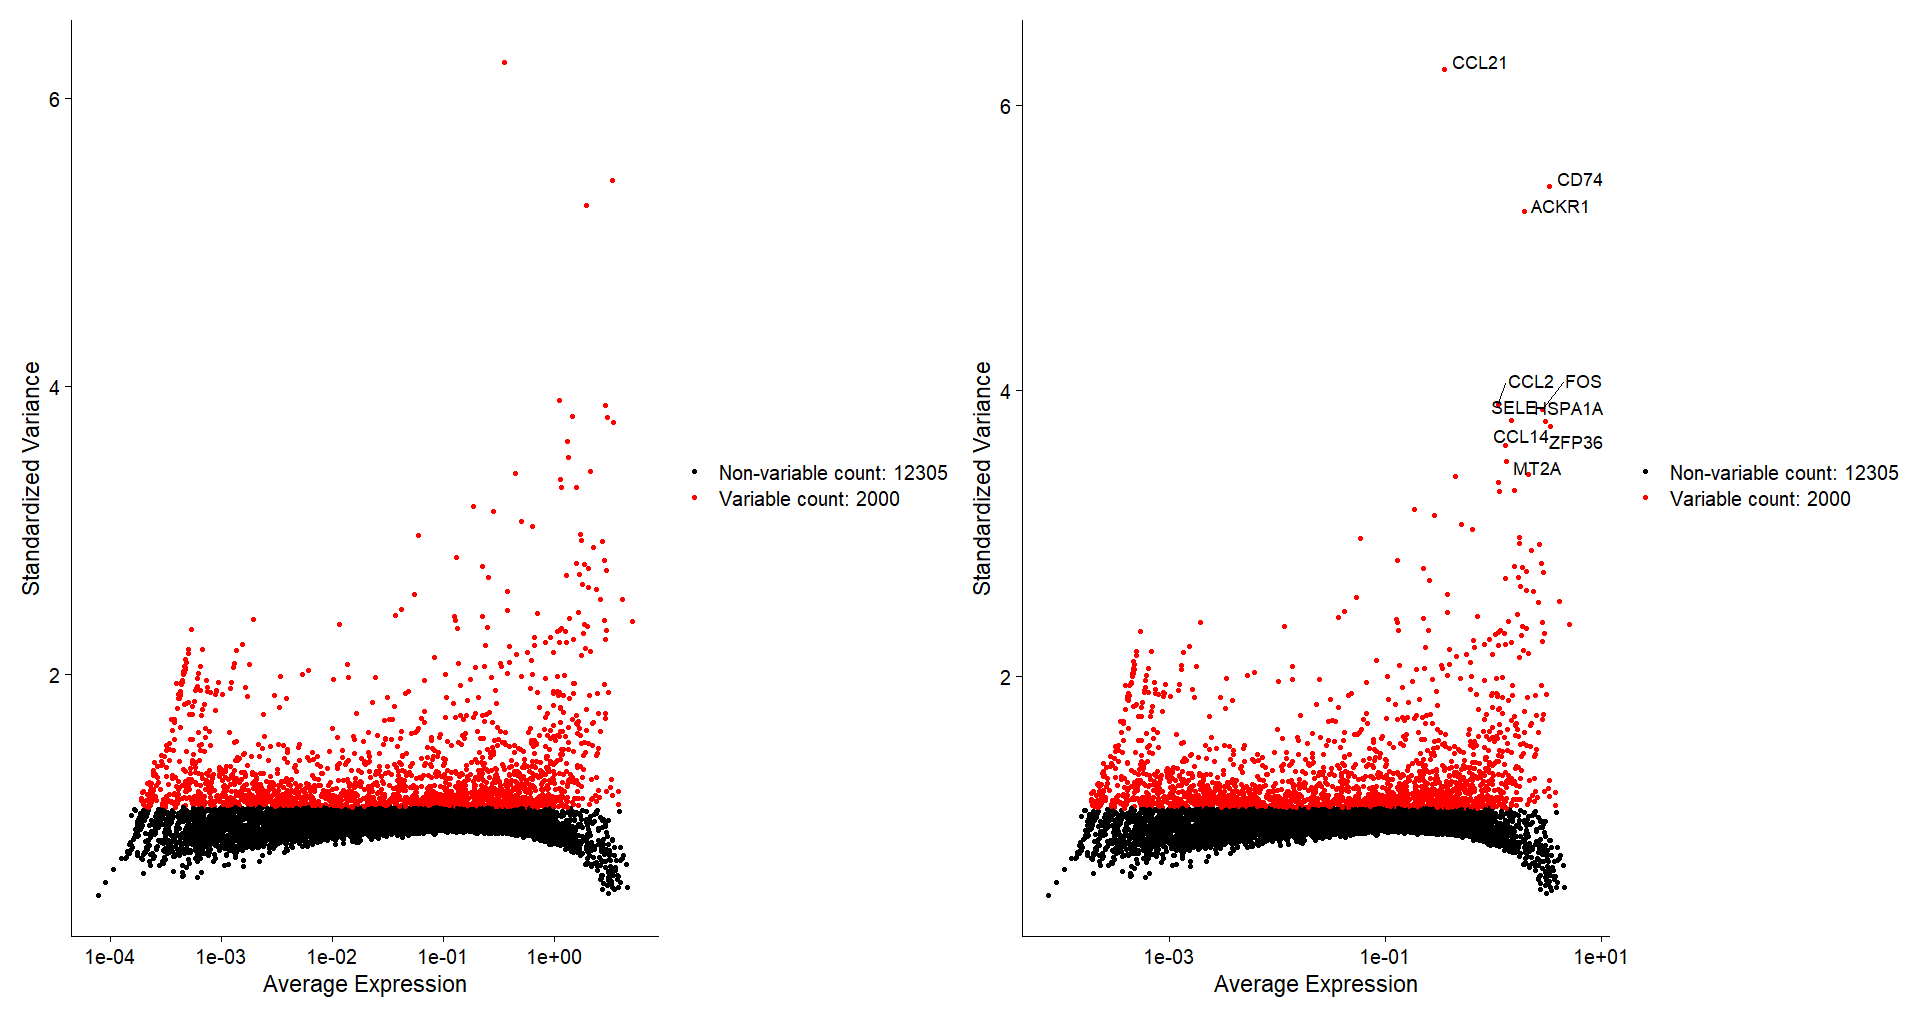 6
4
2
Standardized Variance
1e-04 1e-03 1e-02 1e-01 1e+00
Average Expression
Non-variable count: 12305
Variable count: 2000
6
4
2
Standardized Variance
CCL21
CD74
ACKR1
CCL2 FOS
SELE HSPA1A
CCL14 ZFP36
MT2A
1e-03 1e-01 1e+01
Average Expression
Non-variable count: 12305
Variable count: 2000